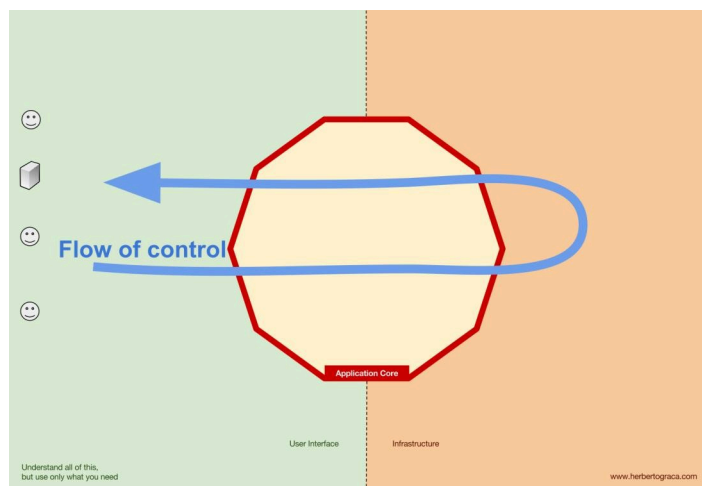 Flow of control
Application Core
User Interface
Infrastructure
Understand all of this,
but use only what you need
www.herbertograca.com